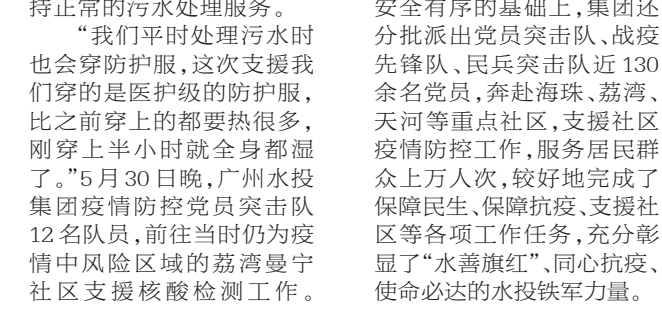 持正常的污水处理服务。
“我们平时处理污水时
也会穿防护服，这次支援我
们穿的是医护级的防护服，
比之前穿上的都要热很多，
刚穿上半小时就全身都湿
了。”5月30日晚，广州水投
集团疫情防控党员突击队
12名队员，前往当时仍为疫
情中风险区域的荔湾曼宁
社区支援核酸检测工作。
安全有序的基础上，集团还
分批派出党员突击队、战疫
先锋队、民兵突击队近130
余名党员，奔赴海珠、荔湾、
天河等重点社区，支援社区
疫情防控工作，服务居民群
众上万人次，较好地完成了
保障民生、保障抗疫、支援社
区等各项工作任务，充分彰
显了“水善旗红”、同心抗疫、
使命必达的水投铁军力量。